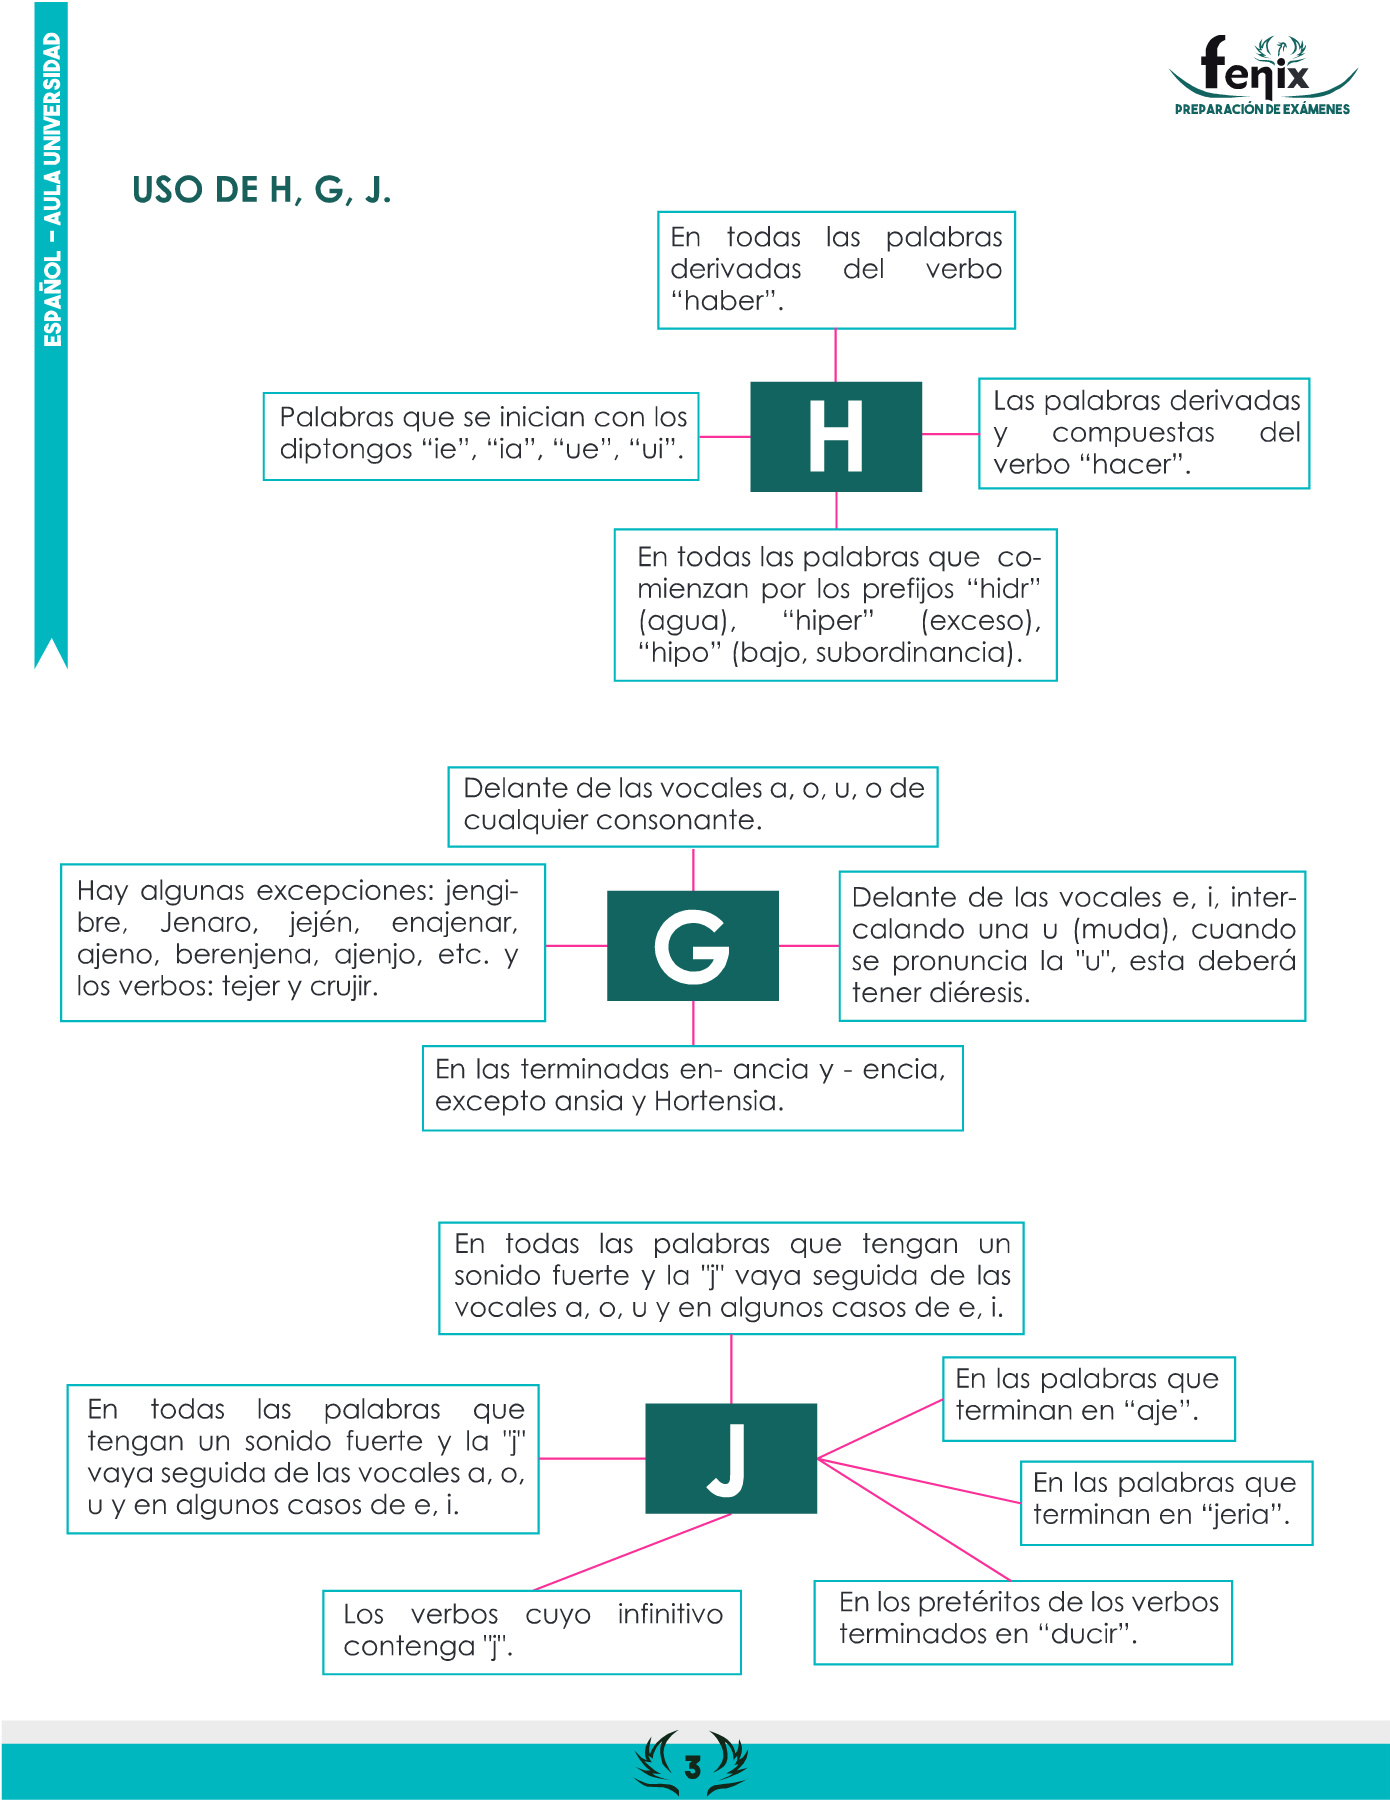 ESPAÑOL - AULA UNIVERSIDAD
fenix
PREPARACIÓN DE EXÁMENES
USO DE H, G, J.
En todas las palabras
derivadas del verbo
“haber”.
Palabras que se inician con los
diptongos “ie”, “ia”, “ue”, “ui”.
H
Las palabras derivadas
y compuestas del
verbo “hacer”.
En todas las palabras que co-
mienzan por los prefijos “hidr”
(agua), “hiper” (exceso),
“hipo” (bajo, subordinancia).
Delante de las vocales a, o, u, o de
cualquier consonante.
Hay algunas excepciones: jengi-
bre, Jenaro, jején, enajenar,
ajeno, berenjena, ajenjo, etc. y
los verbos: tejer y crujir.
G
Delante de las vocales e, i, inter-
calando una u (muda), cuando
se pronuncia la "u", esta deberá
tener diéresis.
En las terminadas en- ancia y - encia,
excepto ansia y Hortensia.
En todas las palabras que tengan un
sonido fuerte y la "j" vaya seguida de las
vocales a, o, u y en algunos casos de e, i.
En todas las palabras que
tengan un sonido fuerte y la "j"
vaya seguida de las vocales a, o,
u y en algunos casos de e, i.
J
En las palabras que
terminan en “aje”.
En las palabras que
terminan en “jeria”.
Los verbos cuyo infinitivo
contenga "j".
En los pretéritos de los verbos
terminados en “ducir”.
3